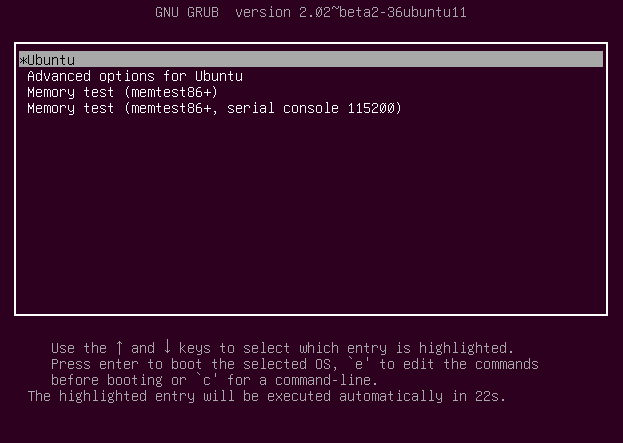 GNU GRUB  version 2.02~beta2-36ubuntu11
*Ubuntu
Advanced options for Ubuntu
Memory test (memtest86+)
Memory test (memtest86+, serial console 115200)
Use the ↑ and ↓ keys to select which entry is highlighted.
Press enter to boot the selected OS, `e' to edit the commands
before booting or `c' for a command-line.
The highlighted entry will be executed automatically in 22s.